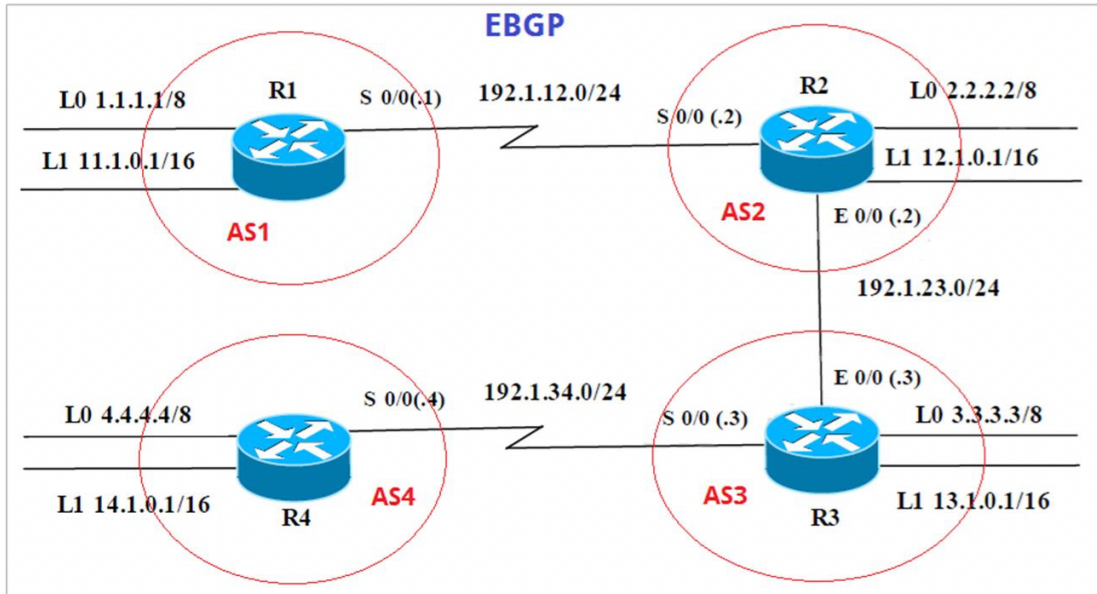 EBGP
R1
L0 1.1.1.1/8
S 0/0(.1)
L1 11.1.0.1/16
AS1
192.1.12.0/24
R2
L0 2.2.2.2/8
S 0/0 (.2)
L1 12.1.0.1/16
AS2
E 0/0 (.2)
192.1.23.0/24
192.1.34.0/24
L0 4.4.4.4/8
S 0/0(.4)
L1 14.1.0.1/16
AS4
R4
E 0/0 (.3)
S 0/0 (.3)
L0 3.3.3.3/8
AS3
L1 13.1.0.1/16
R3